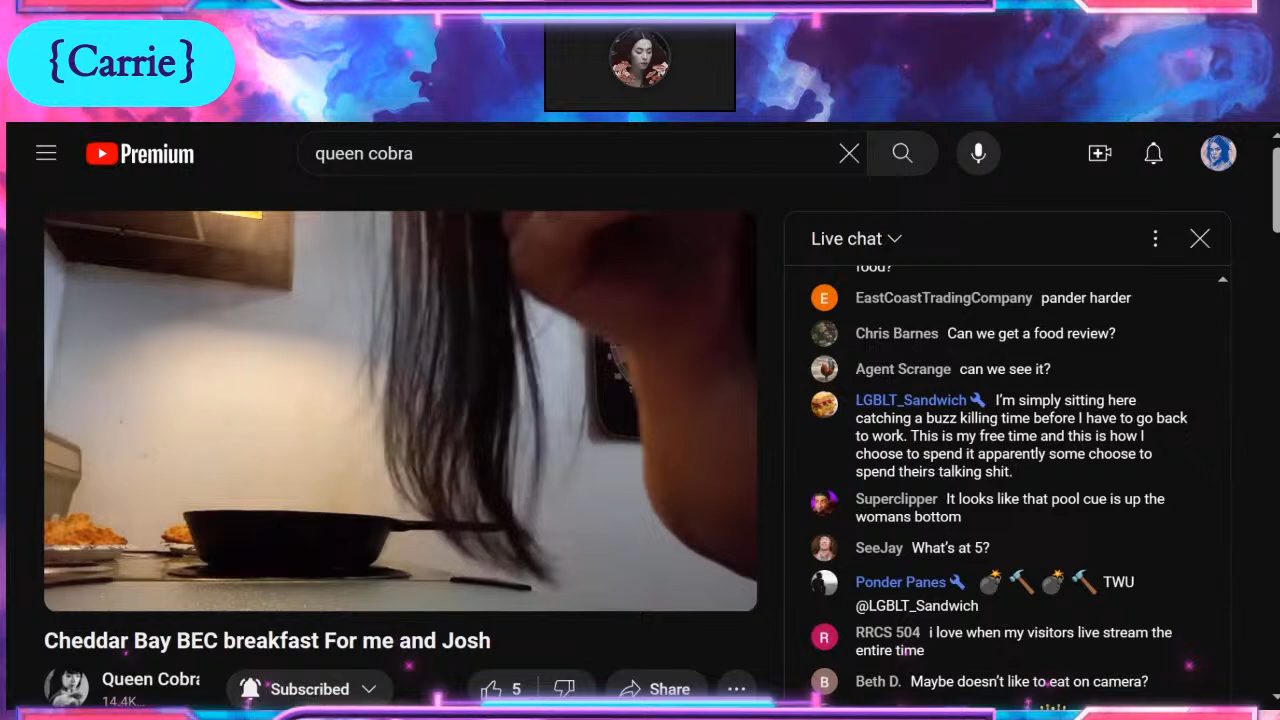 {Carrie}
Premium
queen cobra
Live chat
food?
E EastCoastTradingCompany pander harder
Chris Barnes Can we get a food review?
Agent Scrange can we see it?
LGBLT_Sandwich I'm simply sitting here
catching a buzz killing time before I have to go back
to work. This is my free time and this is how I
choose to spend it apparently some choose to
spend theirs talking shit.
Superclipper It looks like that pool cue is up the
womans bottom
SeeJay What's at 5?
Ponder Panes 💣 🔨 💣 🔨 TWU
@LGBLT_Sandwich
R RRCS 504 i love when my visitors live stream the
entire time
B Beth D. Maybe doesn't like to eat on camera?
Cheddar Bay BEC breakfast For me and Josh
Queen Cobra
14.4K...
Subscribed
5
Share